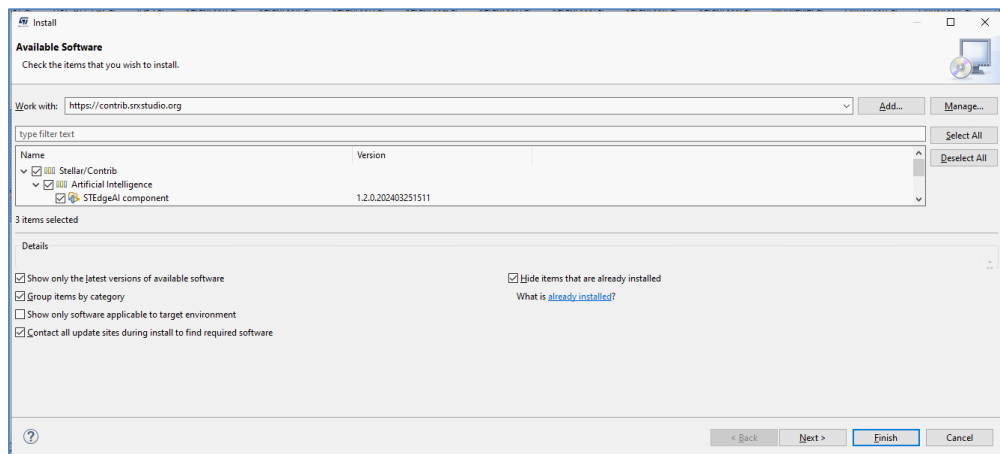 Install
Available Software
Check the items that you wish to install.
Work with: https://contrib.srxstudio.org Add... Manage...
type filter text Select All
Name Version Deselect All
Stellar/Contrib
Artificial Intelligence
STEdgeAI component 1.2.0.202403251511
3 items selected
Details
Show only the latest versions of available software Hide items that are already installed
Group items by category What is already installed?
Show only software applicable to target environment
Contact all update sites during install to find required software
? < Back Next > Finish Cancel